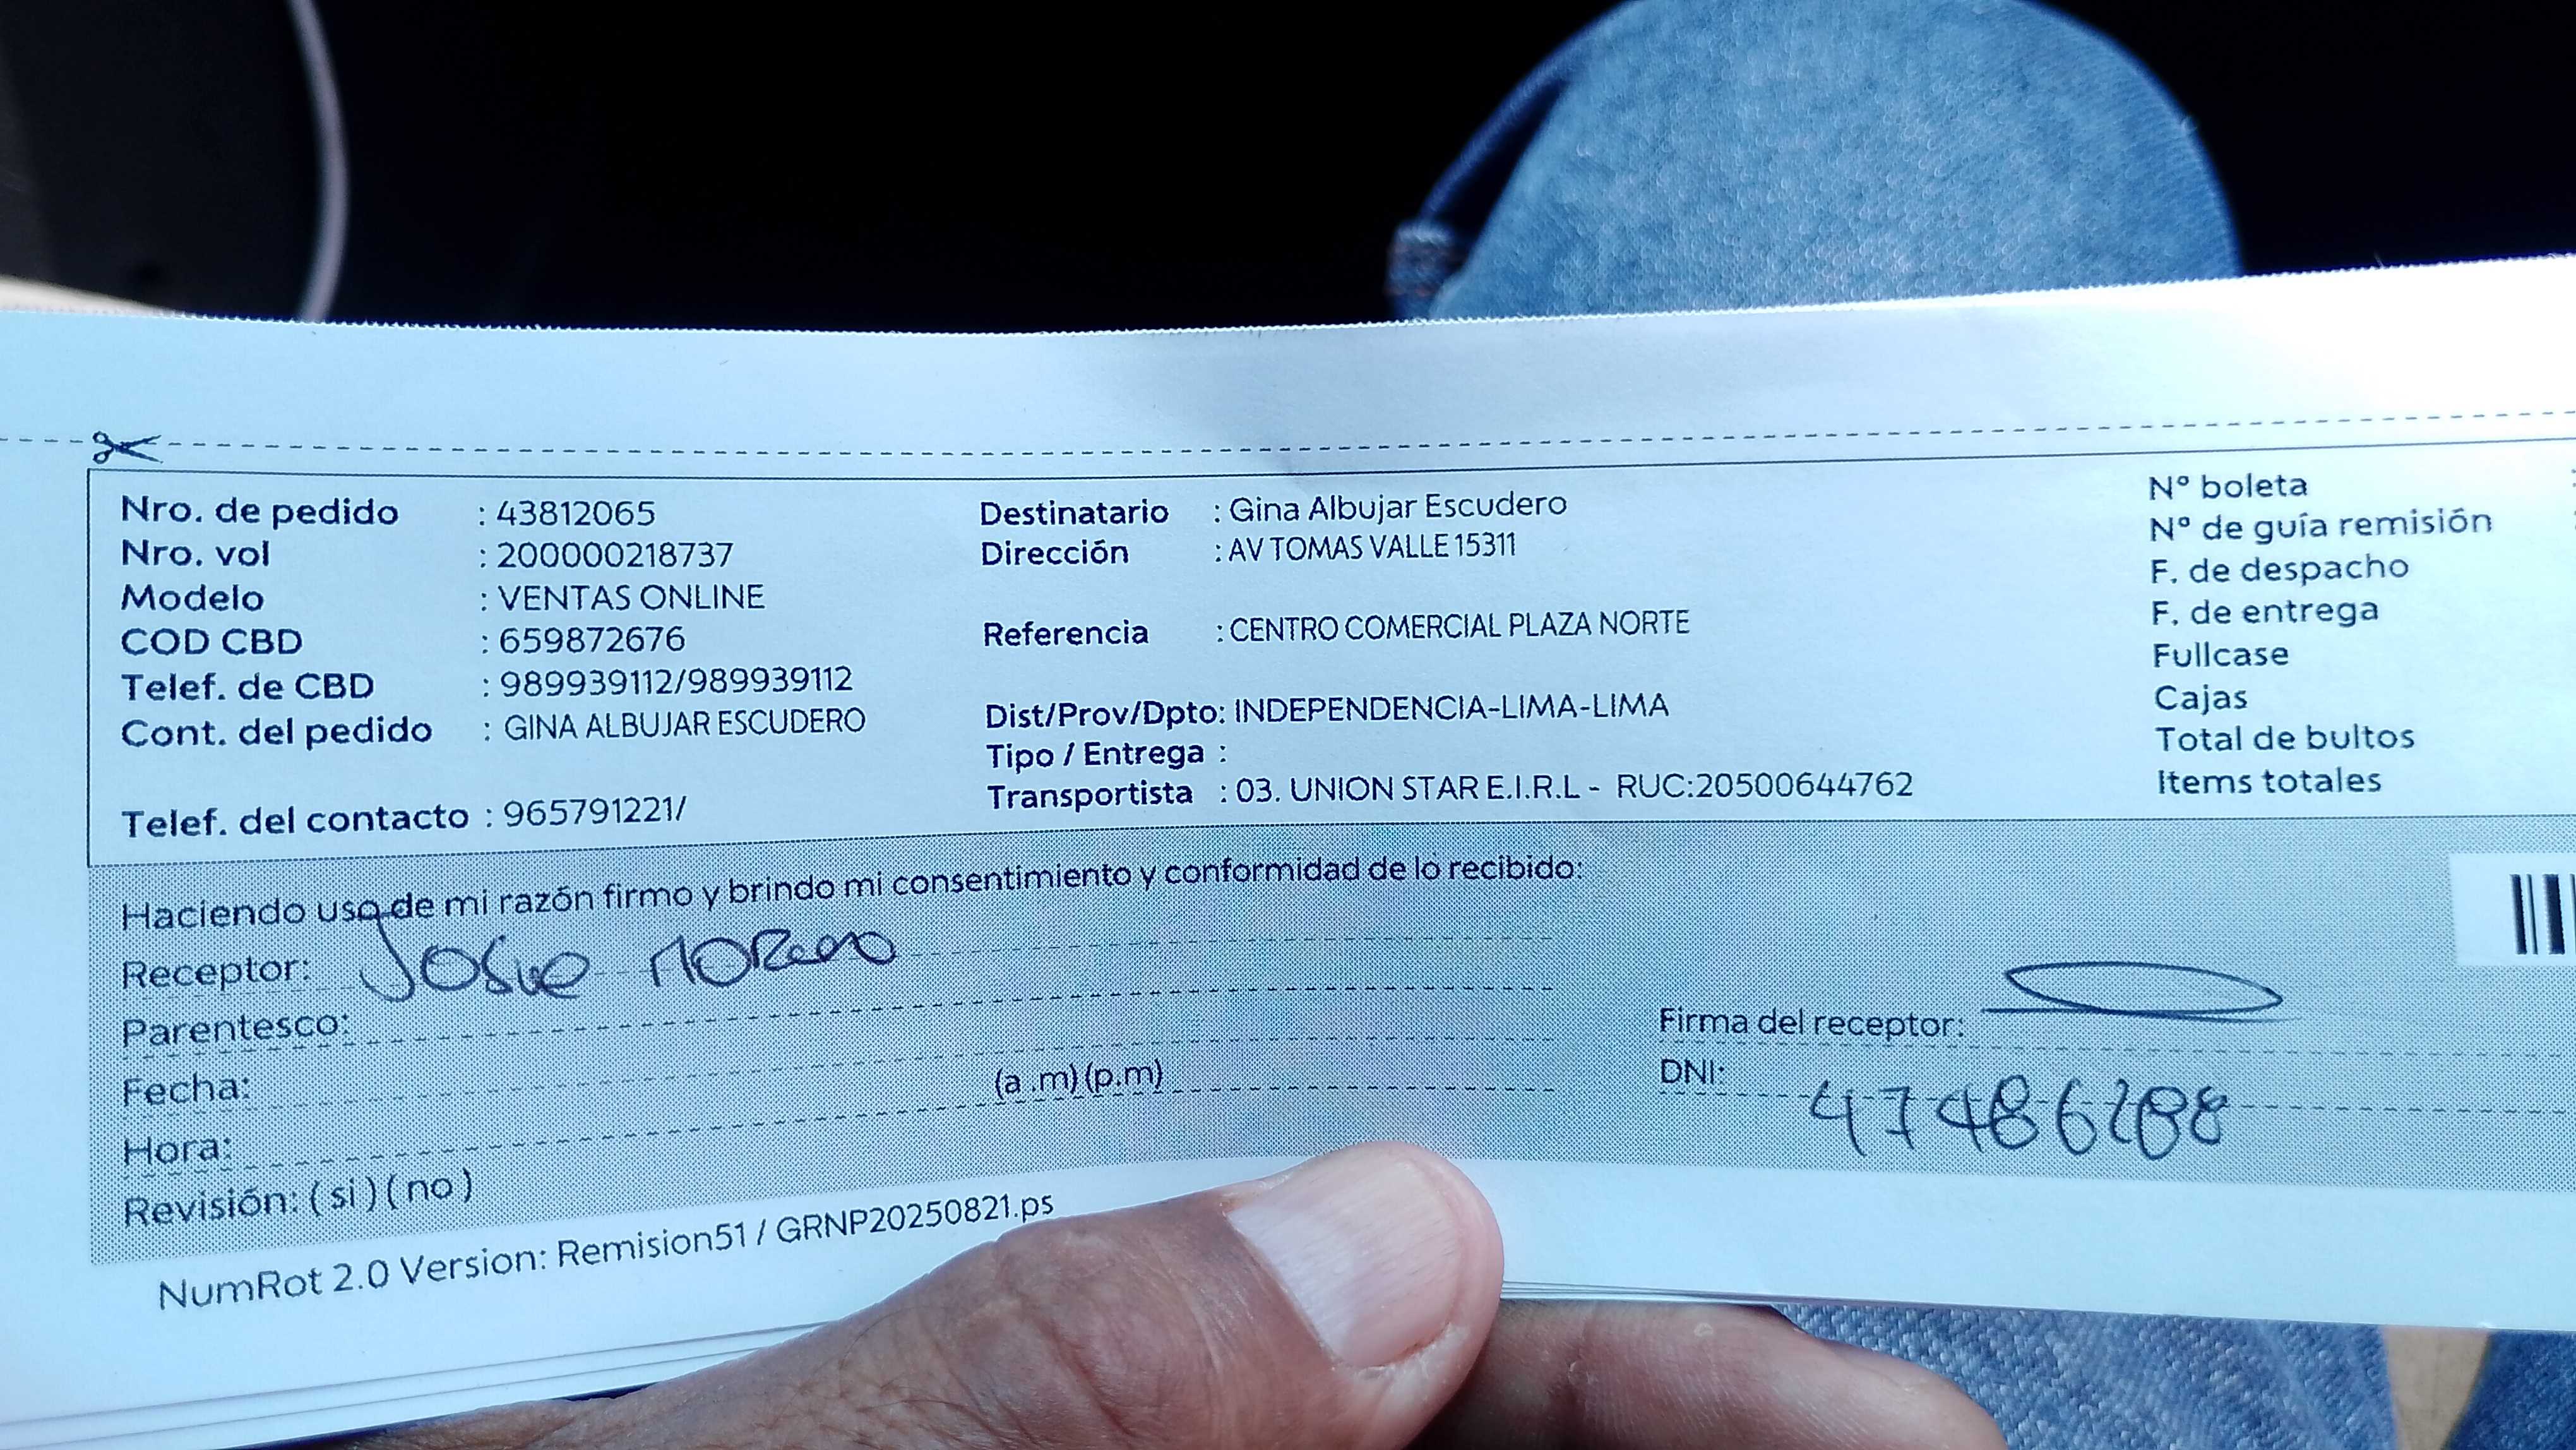 Nro. de pedido : 43812065
Nro. vol : 200000218737
Modelo : VENTAS ONLINE
COD CBD : 659872676
Telef. de CBD : 989939112/989939112
Cont. del pedido : GINA ALBUJAR ESCUDERO
Telef. del contacto : 965791221/
Destinatario : Gina Albujar Escudero
Dirección : AV TOMAS VALLE 15311
Referencia : CENTRO COMERCIAL PLAZA NORTE
Dist/Prov/Dpto: INDEPENDENCIA-LIMA-LIMA
Tipo / Entrega :
Transportista : 03. UNION STAR E.I.R.L - RUC:20500644762
N° boleta
N° de guía remisión
F. de despacho
F. de entrega
Fullcase
Cajas
Total de bultos
Items totales
Haciendo uso de mi razón firmo y brindo mi consentimiento y conformidad de lo recibido:
Receptor: Josue Moreno
Parentesco:
Fecha:
Hora: (a .m) (p.m)
Revisión: ( si ) ( no )
Firma del receptor:
DNI:
NumRot 2.0 Version: Remision51 / GRNP20250821.ps